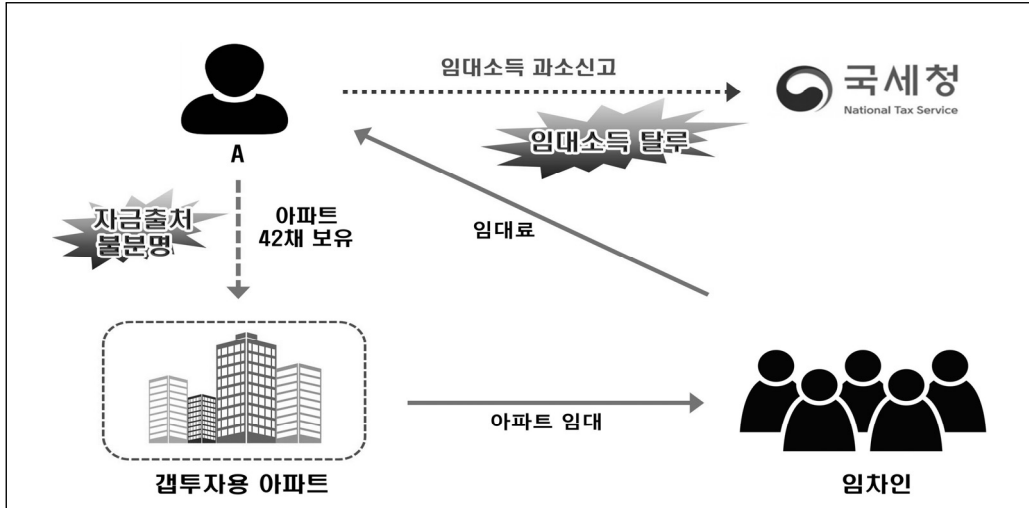 임대소득 과소신고
국세청
National Tax Service
임대소득 탈루
A
자금출처
불분명
아파트
42채 보유
임대료
아파트 임대
갭투자용 아파트
임차인